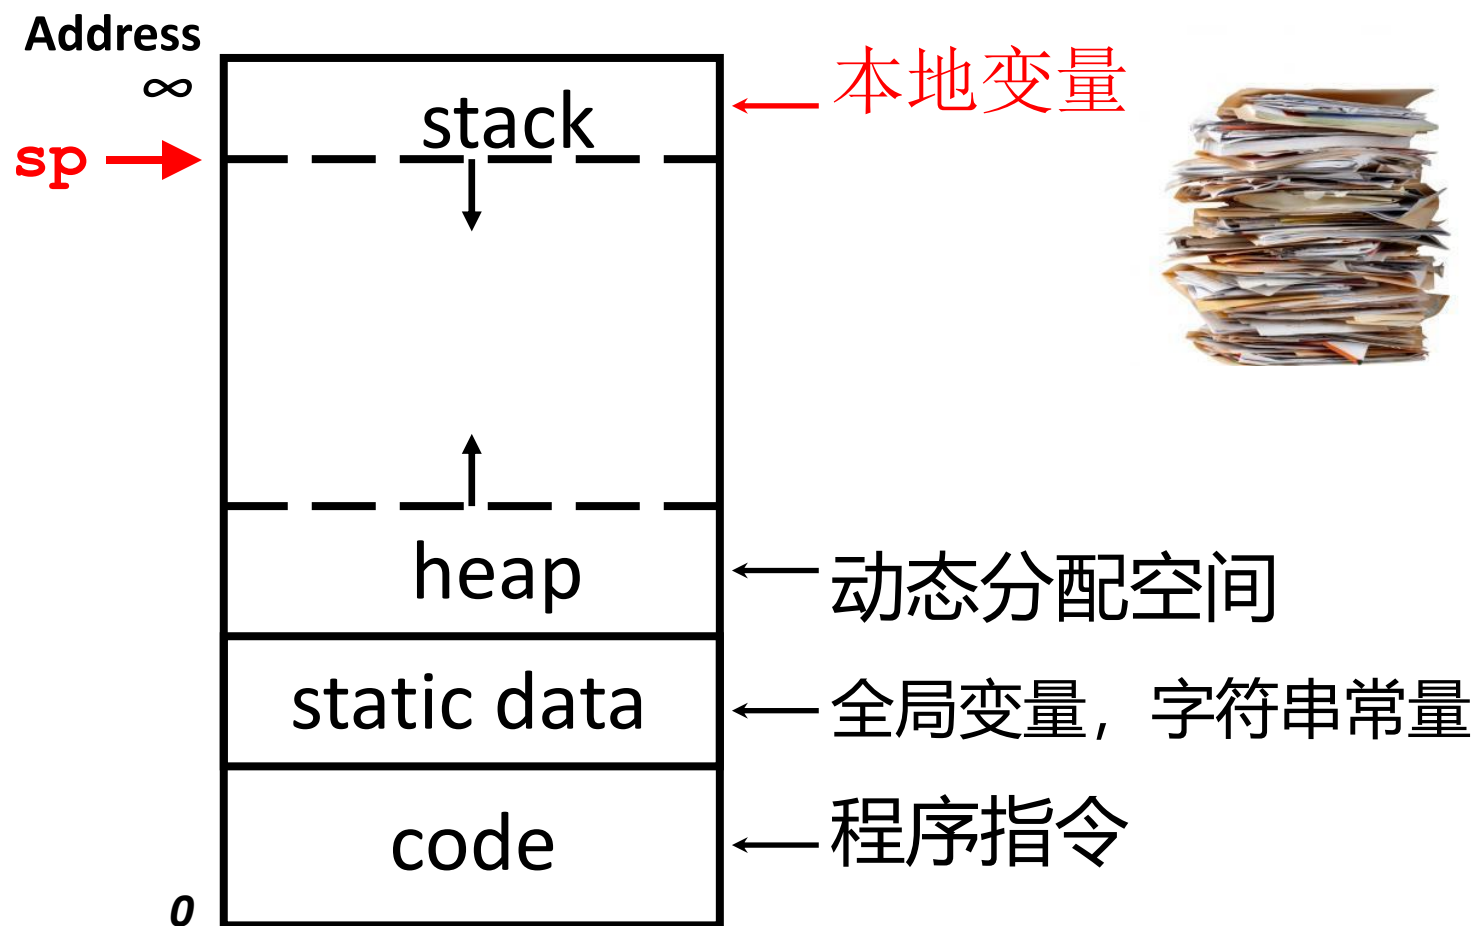 Address
∞
stack
本地变量
sp
heap
动态分配空间
static data
全局变量，字符串常量
code
程序指令
0